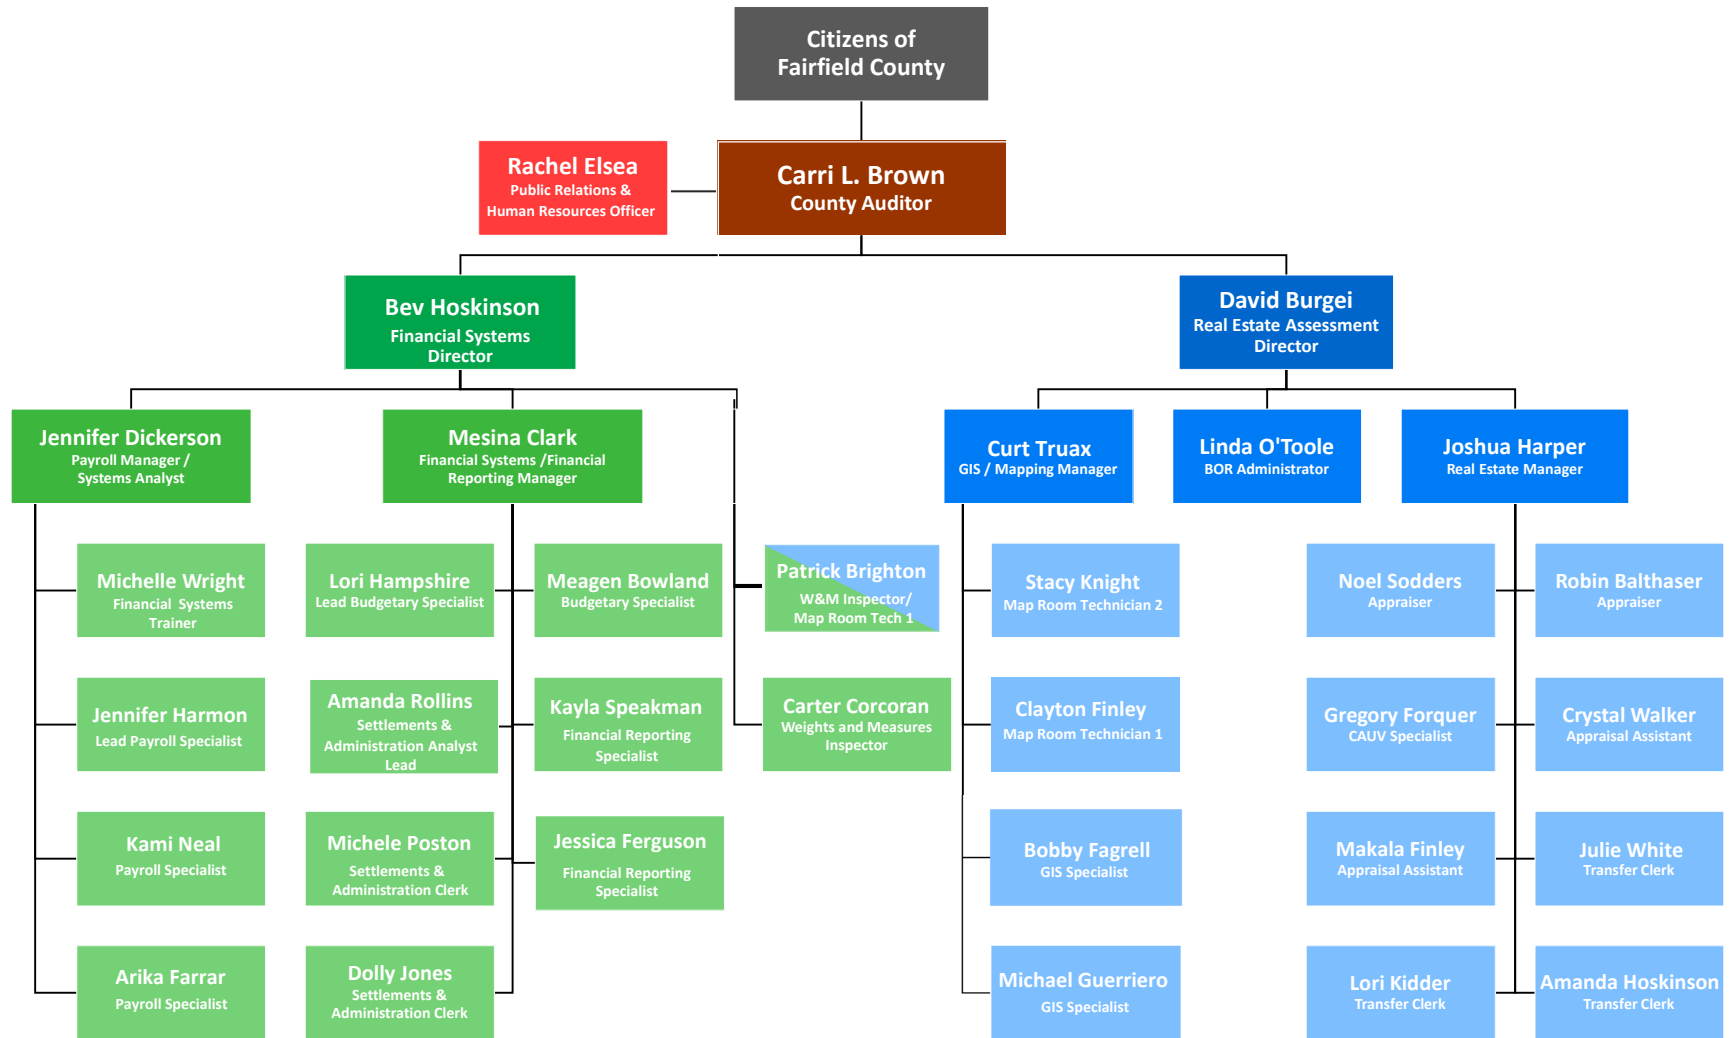 Citizens of
Fairfield County
Rachel Elsea
Public Relations &
Human Resources Officer
Carri L. Brown
County Auditor
Bev Hoskinson
Financial Systems
Director
David Burgei
Real Estate Assessment
Director
Jennifer Dickerson
Payroll Manager /
Systems Analyst
Mesina Clark
Financial Systems /Financial
Reporting Manager
Curt Truax
GIS / Mapping Manager
Linda O'Toole
BOR Administrator
Joshua Harper
Real Estate Manager
Michelle Wright
Financial Systems
Trainer
Lori Hampshire
Lead Budgetary Specialist
Meagen Bowland
Budgetary Specialist
Patrick Brighton
W&M Inspector/
Map Room Tech 1
Stacy Knight
Map Room Technician 2
Noel Sodders
Appraiser
Robin Balthaser
Appraiser
Jennifer Harmon
Lead Payroll Specialist
Amanda Rollins
Settlements &
Administration Analyst
Lead
Kayla Speakman
Financial Reporting
Specialist
Carter Corcoran
Weights and Measures
Inspector
Clayton Finley
Map Room Technician 1
Gregory Forquer
CAUV Specialist
Crystal Walker
Appraisal Assistant
Kami Neal
Payroll Specialist
Michele Poston
Settlements &
Administration Clerk
Jessica Ferguson
Financial Reporting
Specialist
Bobby Fagrell
GIS Specialist
Makala Finley
Appraisal Assistant
Julie White
Transfer Clerk
Arika Farrar
Payroll Specialist
Dolly Jones
Settlements &
Administration Clerk
Michael Guerriero
GIS Specialist
Lori Kidder
Transfer Clerk
Amanda Hoskinson
Transfer Clerk